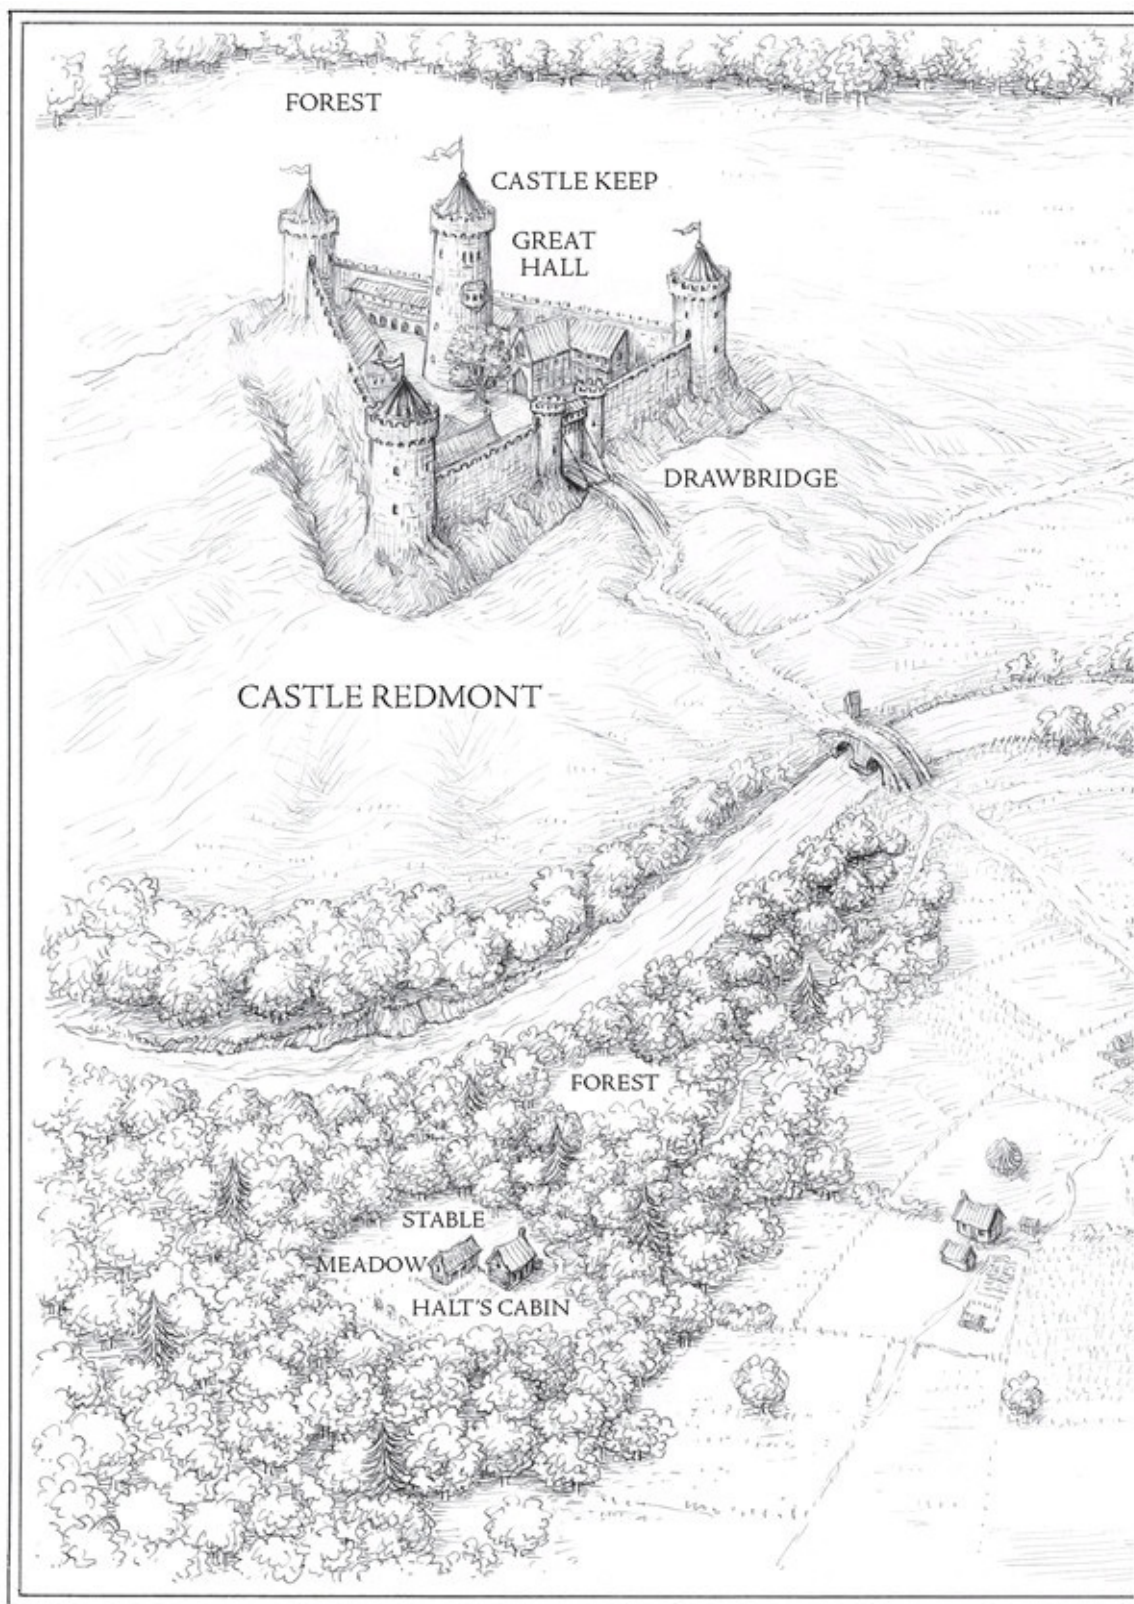 FOREST
CASTLE KEEP
GREAT
HALL
DRAWBRIDGE
CASTLE REDMONT
FOREST
STABLE
MEADOW
HALT'S CABIN